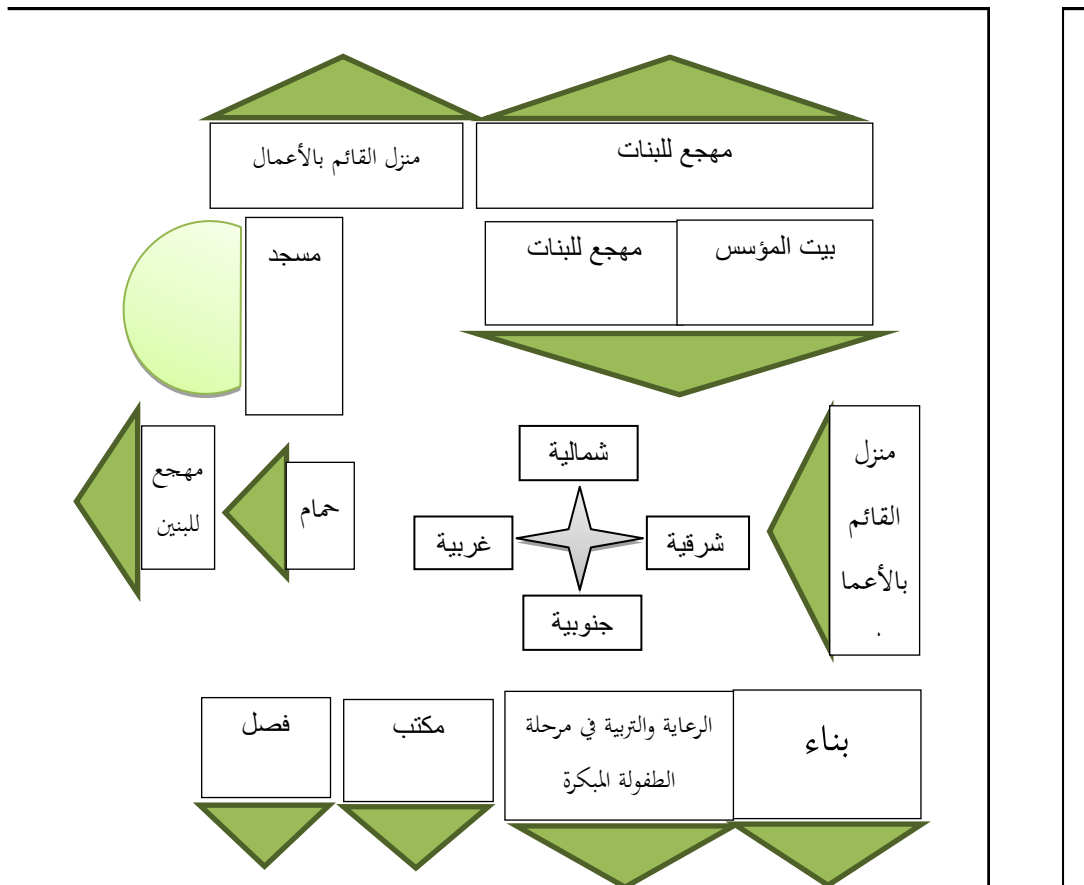 مهجع للبنات
منزل القائم بالأعمال
بيت المؤسس
مهجع للبنات
مسجد
منزل
القائم
بالأعما
شمالية
شرقية
غربية
جنوبية
حمام
مهجع
للبنين
بناء
الرعاية والتربية في مرحلة
الطفولة المبكرة
مكتب
فصل